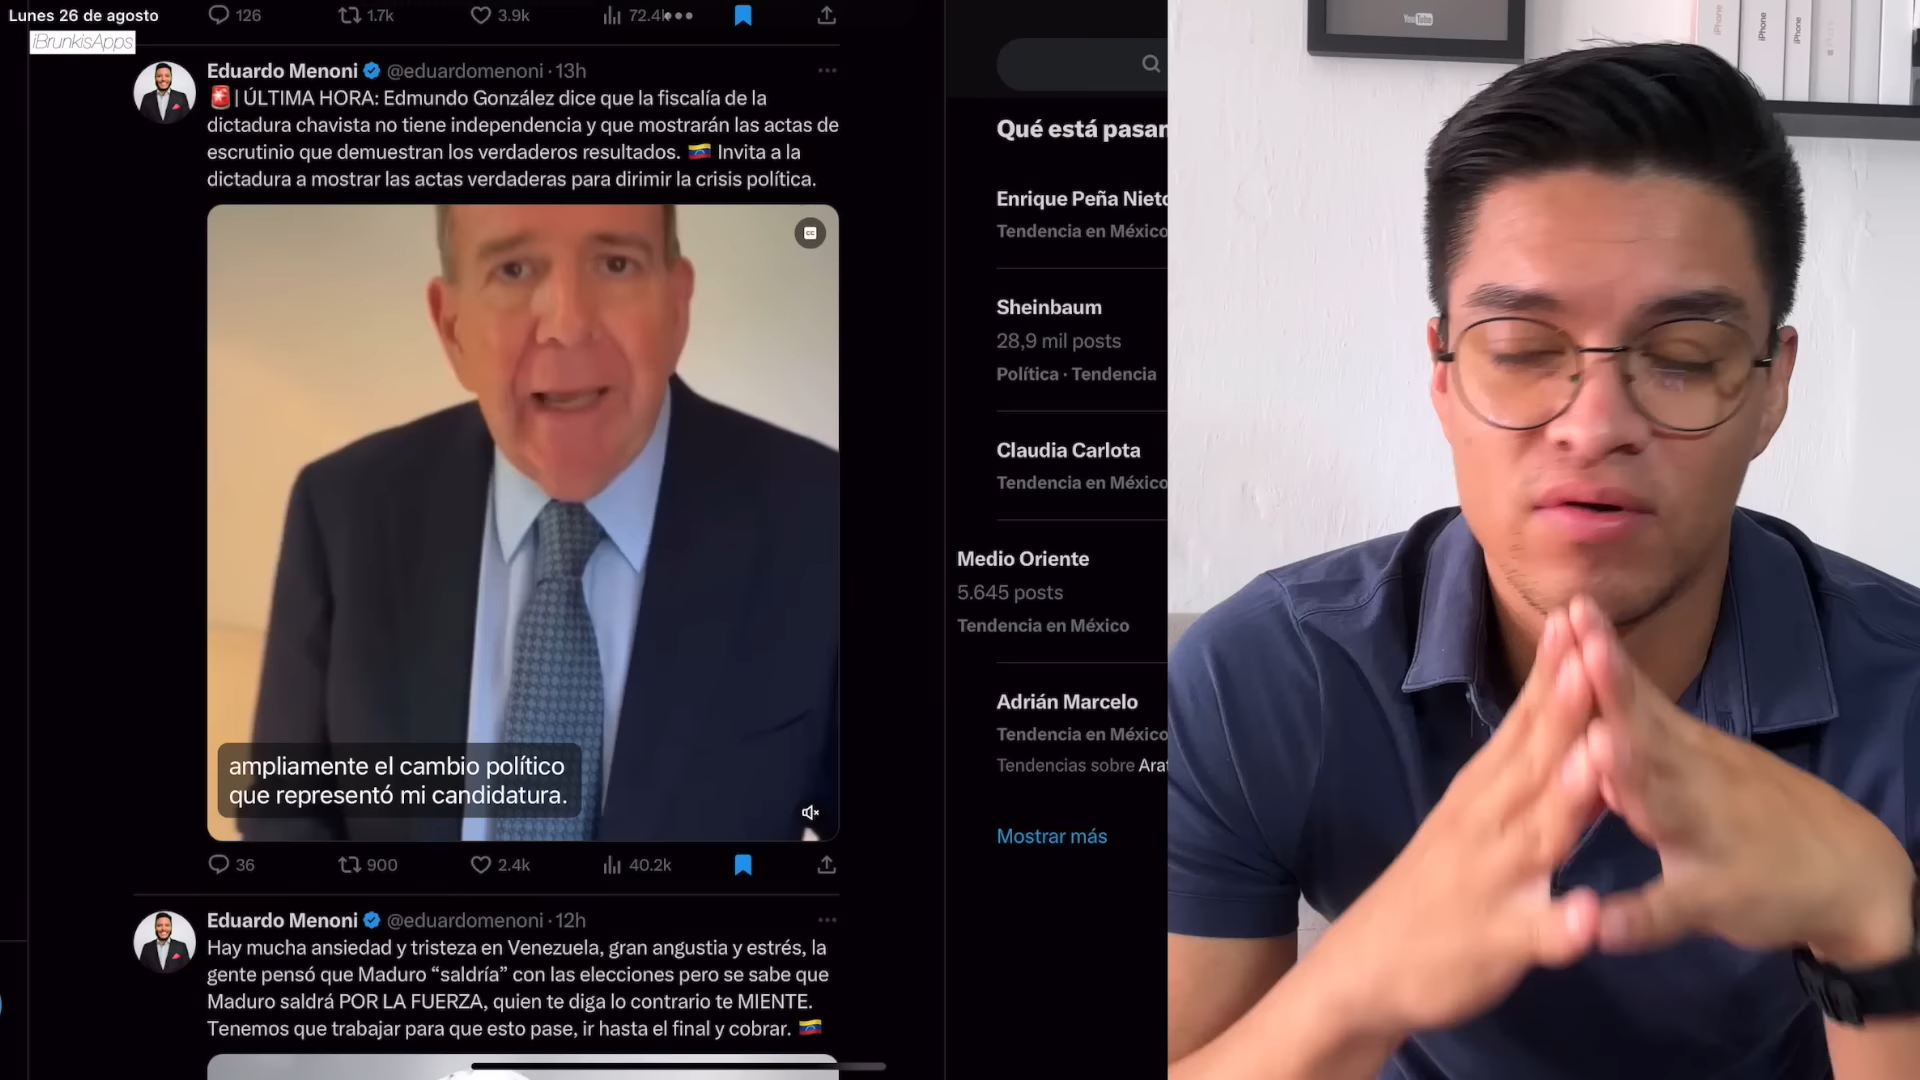 Lunes 26 de agosto
iBrunkisApps
126 1.7k 3.9k 72.4k
Eduardo Menoni @eduardomenoni · 13h
| ÚLTIMA HORA: Edmundo González dice que la fiscalía de la
dictadura chavista no tiene independencia y que mostrarán las actas de
escrutinio que demuestran los verdaderos resultados. Invita a la
dictadura a mostrar las actas verdaderas para dirimir la crisis política.
CC
ampliamente el cambio político
que representó mi candidatura.
36 900 2.4k 40.2k
Eduardo Menoni @eduardomenoni · 12h
Hay mucha ansiedad y tristeza en Venezuela, gran angustia y estrés, la
gente pensó que Maduro “saldría” con las elecciones pero se sabe que
Maduro saldrá POR LA FUERZA, quien te diga lo contrario te MIENTE.
Tenemos que trabajar para que esto pase, ir hasta el final y cobrar.
Qué está pasan
Enrique Peña Nieto
Tendencia en México
Sheinbaum
28,9 mil posts
Política · Tendencia
Claudia Carlota
Tendencia en México
Medio Oriente
5.645 posts
Tendencia en México
Adrián Marcelo
Tendencia en México
Tendencias sobre Arat
Mostrar más
YouTube
iPhone
iPhone
iPhone